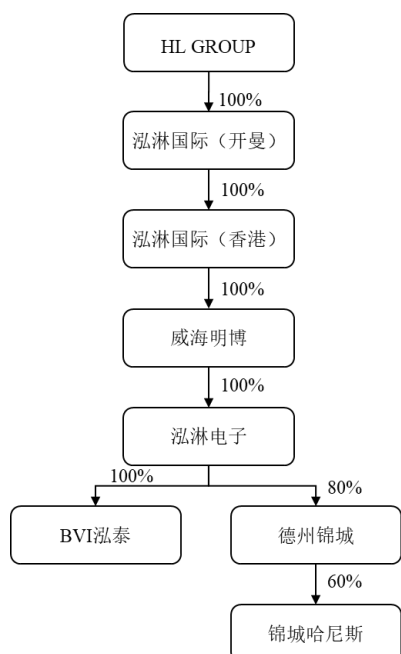 HL GROUP
100%
泓淋国际（开曼）
100%
泓淋国际（香港）
100%
威海明博
100%
泓淋电子
100%
80%
BVI泓泰
德州锦城
60%
锦城哈尼斯